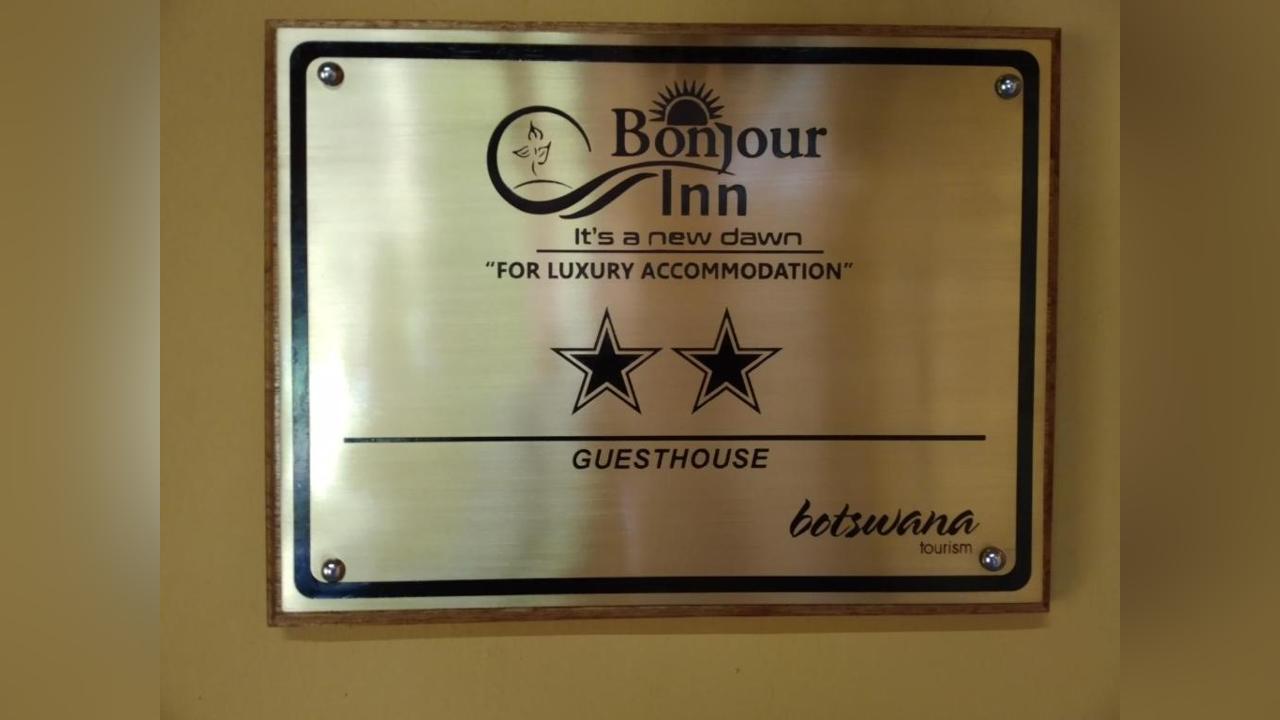 Bonjour
Inn
It's a new dawn
"FOR LUXURY ACCOMMODATION"
GUESTHOUSE
botswana
tourism